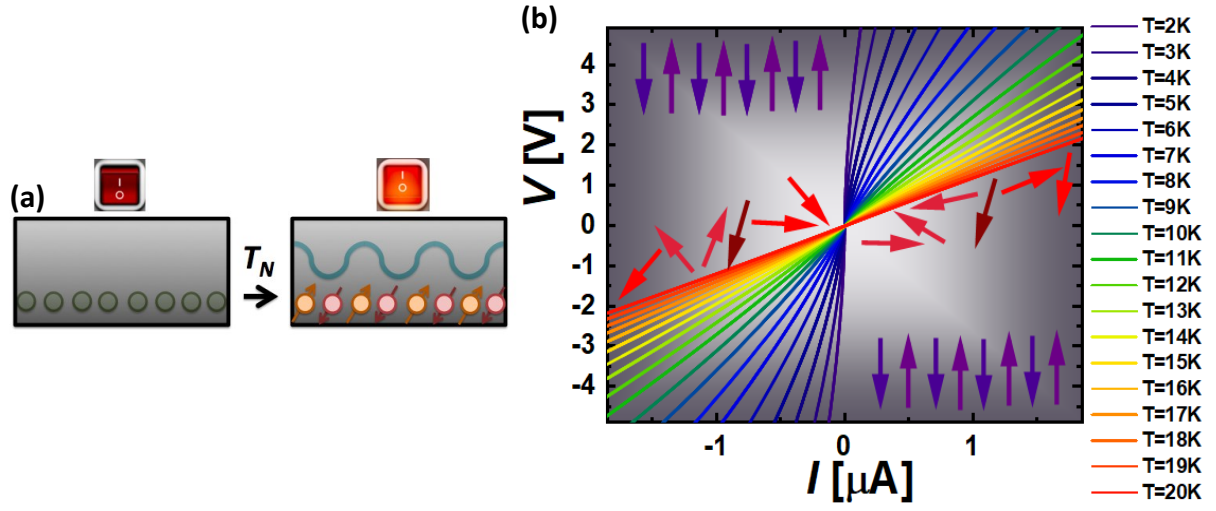 (a)
I
O
I
O
T_N
(b)
V [V]
4
3
2
1
0
-1
-2
-3
-4
-1
0
1
I [μA]
T=2K
T=3K
T=4K
T=5K
T=6K
T=7K
T=8K
T=9K
T=10K
T=11K
T=12K
T=13K
T=14K
T=15K
T=16K
T=17K
T=18K
T=19K
T=20K